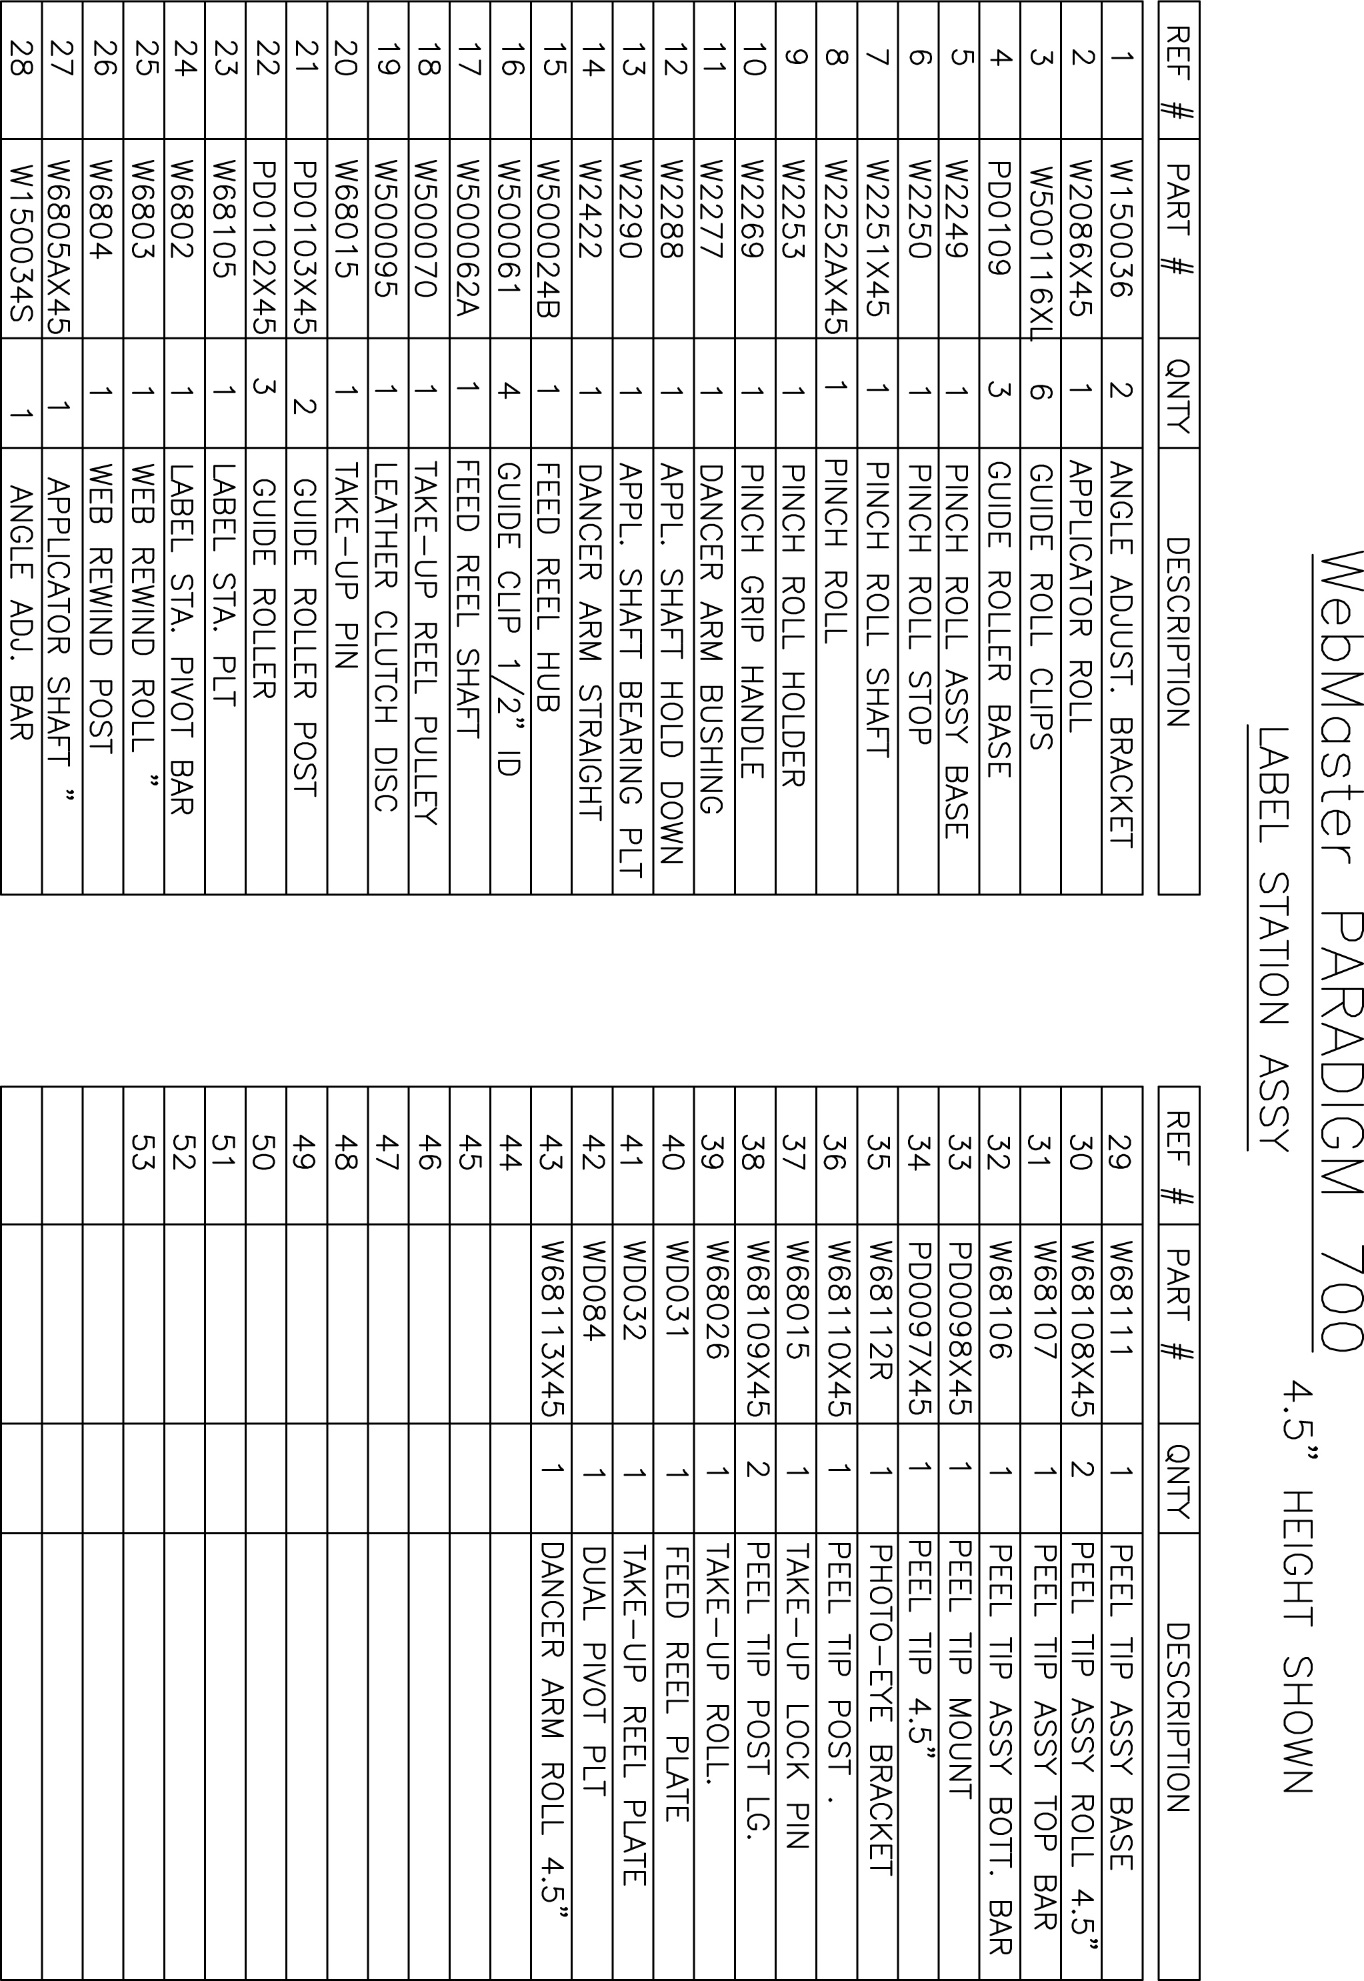 WebMaster PARADIGM 700
4.5" HEIGHT SHOWN
LABEL STATION ASSY
REF # PART # QNTY DESCRIPTION
1 W150036 2 ANGLE ADJUST. BRACKET
2 W2086X45 1 APPLICATOR ROLL
3 W500116XL 6 GUIDE ROLL CLIPS
4 PD0109 3 GUIDE ROLLER BASE
5 W2249 1 PINCH ROLL ASSY BASE
6 W2250 1 PINCH ROLL STOP
7 W2251X45 1 PINCH ROLL SHAFT
8 W2252AX45 1 PINCH ROLL
9 W2253 1 PINCH ROLL HOLDER
10 W2269 1 PINCH GRIP HANDLE
11 W2277 1 DANCER ARM BUSHING
12 W2288 1 APPL. SHAFT HOLD DOWN
13 W2290 1 APPL. SHAFT BEARING PLT
14 W2422 1 DANCER ARM STRAIGHT
15 W500024B 1 FEED REEL HUB
16 W500061 4 GUIDE CLIP 1/2" ID
17 W500062A 1 FEED REEL SHAFT
18 W500070 1 TAKE-UP REEL PULLEY
19 W500095 1 LEATHER CLUTCH DISC
20 W68015 1 TAKE-UP PIN
21 PD0103X45 2 GUIDE ROLLER POST
22 PD0102X45 3 GUIDE ROLLER
23 W68105 1 LABEL STA. PLT
24 W6802 1 LABEL STA. PIVOT BAR
25 W6803 1 WEB REWIND ROLL "
26 W6804 1 WEB REWIND POST
27 W6805AX45 1 APPLICATOR SHAFT "
28 W150034S 1 ANGLE ADJ. BAR
REF # PART # QNTY DESCRIPTION
29 W68111 1 PEEL TIP ASSY BASE
30 W68108X45 2 PEEL TIP ASSY ROLL 4.5"
31 W68107 1 PEEL TIP ASSY TOP BAR
32 W68106 1 PEEL TIP ASSY BOTT. BAR
33 PD0098X45 1 PEEL TIP MOUNT
34 PD0097X45 1 PEEL TIP 4.5"
35 W68112R 1 PHOTO-EYE BRACKET
36 W68110X45 1 PEEL TIP POST .
37 W68015 1 TAKE-UP LOCK PIN
38 W68109X45 2 PEEL TIP POST LG.
39 W68026 1 TAKE-UP ROLL.
40 WD031 1 FEED REEL PLATE
41 WD032 1 TAKE-UP REEL PLATE
42 WD084 1 DUAL PIVOT PLT
43 W68113X45 1 DANCER ARM ROLL 4.5"
44
45
46
47
48
49
50
51
52
53